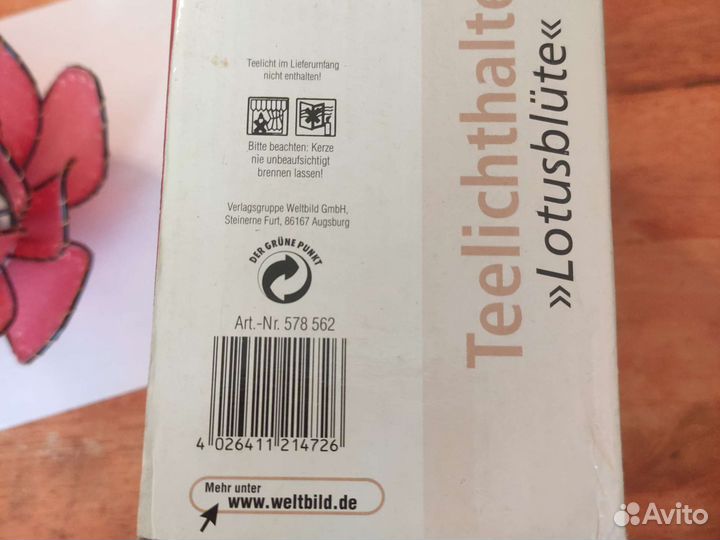 Teelicht im Lieferumfang
nicht enthalten!
Bitte beachten: Kerze
nie unbeaufsichtigt
brennen lassen!
Verlagsgruppe Weltbild GmbH,
Steinerne Furt, 86167 Augsburg
DER GRÜNE PUNKT
Art.-Nr. 578 562
4 026411 214726
Mehr unter
www.weltbild.de
Teelichthalte
»Lotusblüte«
Avito